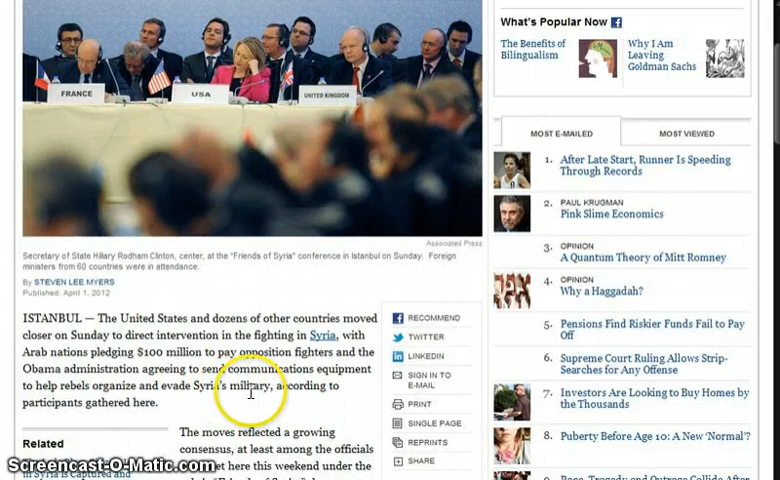 What's Popular Now
The Benefits of
Bilingualism
Why I Am
Leaving
Goldman Sachs
FRANCE
USA
UNITED KINGDOM
MOST E-MAILED
MOST VIEWED
1. After Late Start, Runner Is Speeding
Through Records
2. PAUL KRUGMAN
Pink Slime Economics
3. OPINION
A Quantum Theory of Mitt Romney
4. OPINION
Why a Haggadah?
5. Pensions Find Riskier Funds Fail to Pay
Off
6. Supreme Court Ruling Allows Strip-
Searches for Any Offense
7. Investors Are Looking to Buy Homes by
the Thousands
8. Puberty Before Age 10: A New 'Normal'?
Associated Press
Secretary of State Hillary Rodham Clinton, center, at the "Friends of Syria" conference in Istanbul on Sunday. Foreign
ministers from 60 countries were in attendance.
By STEVEN LEE MYERS
Published: April 1, 2012
ISTANBUL — The United States and dozens of other countries moved
closer on Sunday to direct intervention in the fighting in Syria, with
Arab nations pledging $100 million to pay opposition fighters and the
Obama administration agreeing to send communications equipment
to help rebels organize and evade Syria's military, according to
participants gathered here.
RECOMMEND
TWITTER
LINKEDIN
SIGN IN TO
E-MAIL
PRINT
SINGLE PAGE
REPRINTS
SHARE
Related
The moves reflected a growing
consensus, at least among the officials
here this weekend under the
Screencast-O-Matic.com